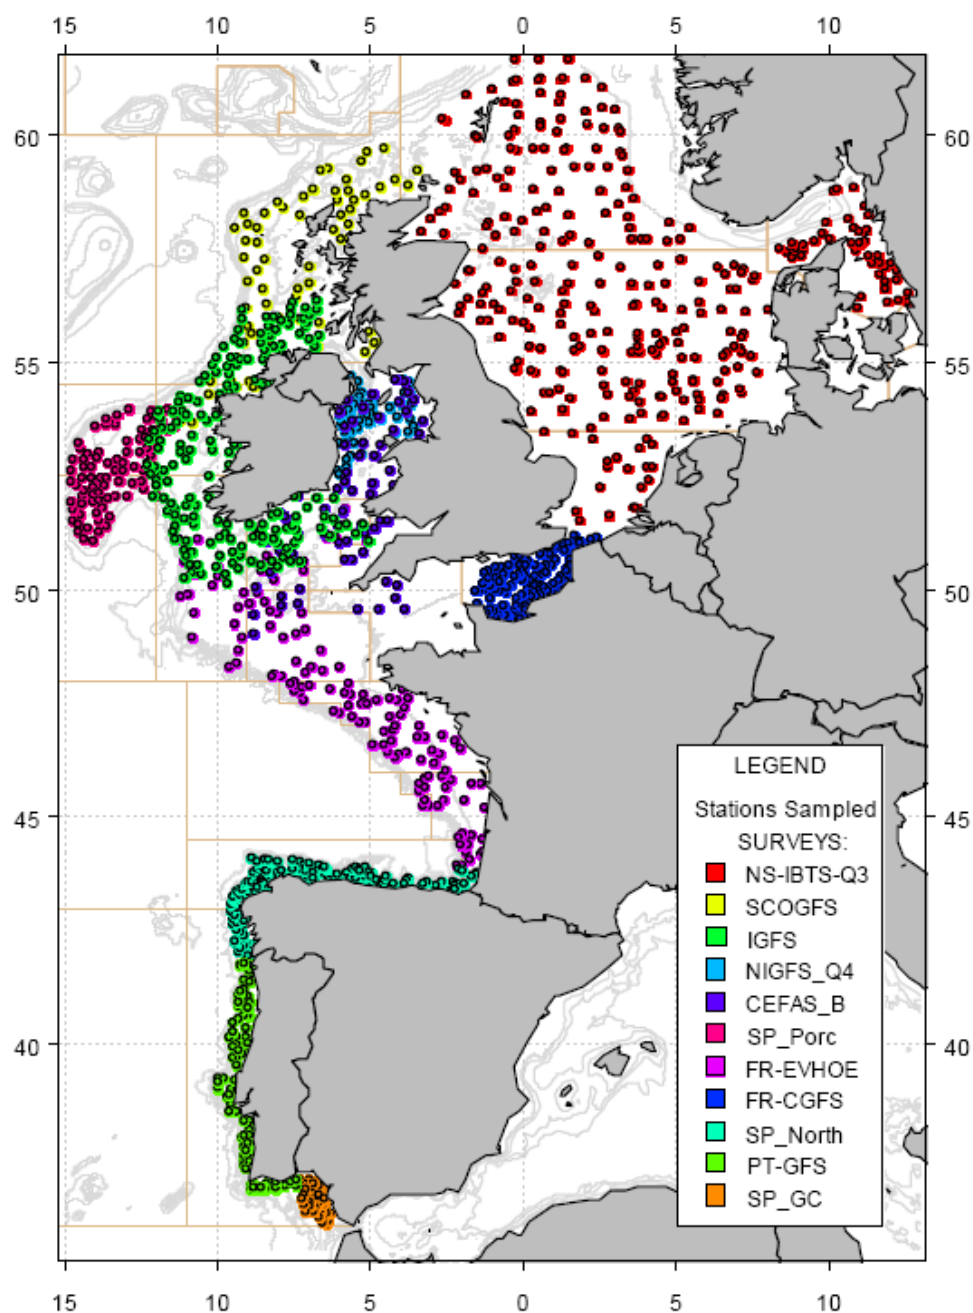 15 10 5 0 5 10
60 60
55 55
50 50
45 45
40 40
LEGEND
Stations Sampled
SURVEYS:
NS-IBTS-Q3
SCOGFS
IGFS
NIGFS_Q4
CEFAS_B
SP_Porc
FR-EVHOE
FR-CGFS
SP_North
PT-GFS
SP_GC
15 10 5 0 5 10